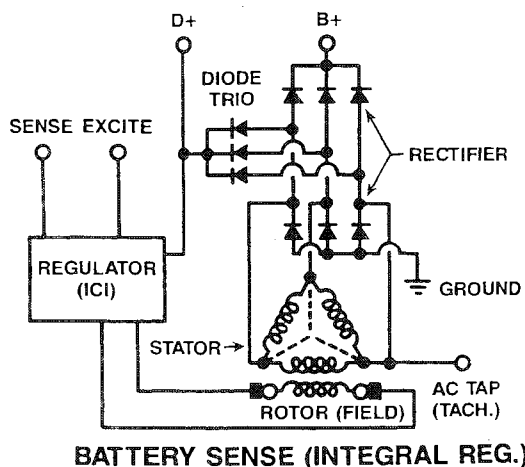 D+
B+
DIODE
TRIO
SENSE EXCITE
RECTIFIER
REGULATOR
(ICI)
GROUND
STATOR
AC TAP
(TACH.)
ROTOR (FIELD)
BATTERY SENSE (INTEGRAL REG.)